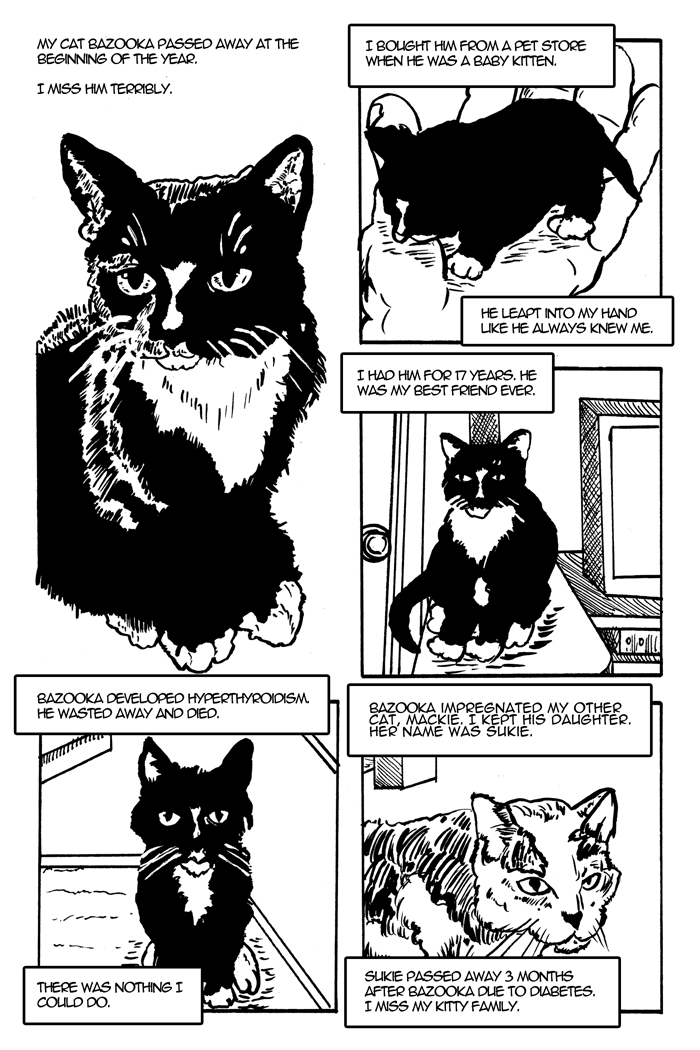 MY CAT BAZOOKA PASSED AWAY AT THE
BEGINNING OF THE YEAR.
I MISS HIM TERRIBLY.
I BOUGHT HIM FROM A PET STORE
WHEN HE WAS A BABY KITTEN.
HE LEAPT INTO MY HAND
LIKE HE ALWAYS KNEW ME.
I HAD HIM FOR 17 YEARS. HE
WAS MY BEST FRIEND EVER.
BAZOOKA DEVELOPED HYPERTHYROIDISM.
HE WASTED AWAY AND DIED.
THERE WAS NOTHING I
COULD DO.
BAZOOKA IMPREGNATED MY OTHER
CAT, MACKIE. I KEPT HIS DAUGHTER.
HER NAME WAS SUKIE.
SUKIE PASSED AWAY 3 MONTHS
AFTER BAZOOKA DUE TO DIABETES.
I MISS MY KITTY FAMILY.